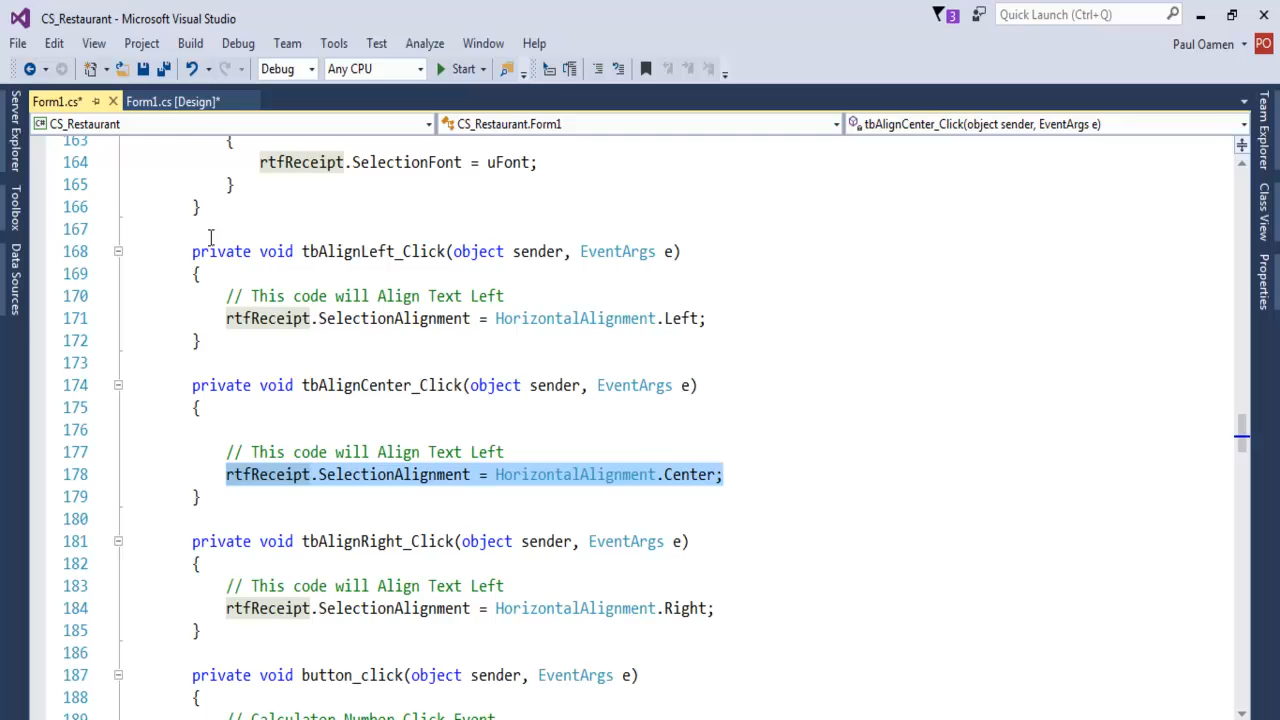 CS_Restaurant - Microsoft Visual Studio
3
Quick Launch (Ctrl+Q)
File Edit View Project Build Debug Team Tools Test Analyze Window Help
Paul Oamen
PO
Debug Any CPU Start
Form1.cs* Form1.cs [Design]*
CS_Restaurant CS_Restaurant.Form1 tbAlignCenter_Click(object sender, EventArgs e)
Server Explorer
Toolbox
Data Sources
163 {
164 rtfReceipt.SelectionFont = uFont;
165 }
166 }
167
168 private void tbAlignLeft_Click(object sender, EventArgs e)
169 {
170 // This code will Align Text Left
171 rtfReceipt.SelectionAlignment = HorizontalAlignment.Left;
172 }
173
174 private void tbAlignCenter_Click(object sender, EventArgs e)
175 {
176
177 // This code will Align Text Left
178 rtfReceipt.SelectionAlignment = HorizontalAlignment.Center;
179 }
180
181 private void tbAlignRight_Click(object sender, EventArgs e)
182 {
183 // This code will Align Text Left
184 rtfReceipt.SelectionAlignment = HorizontalAlignment.Right;
185 }
186
187 private void button_click(object sender, EventArgs e)
188 {
189 // Calculator Number Click Event
Team Explorer
Class View
Properties